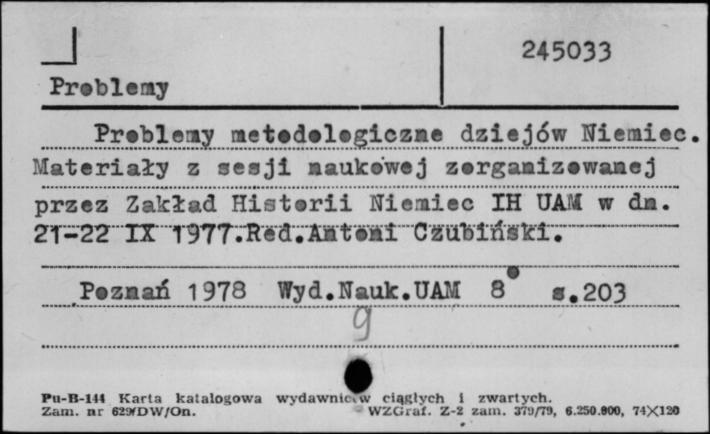 245033
Problemy
Problemy metodologiczne dziejów Niemiec.
Materiały z sesji naukowej zorganizowanej
przez Zakład Historii Niemiec IH UAM w dn.
21-22 IX 1977.Red.Antoni Czubiński.
Poznań 1978 Wyd.Nauk.UAM 8° s.203
g
Pu-B-144 Karta katalogowa wydawnictw ciągłych i zwartych.
Zam. nr 629/DW/On. WZGraf. Z-2 zam. 379/79, 6.250.000, 74X120